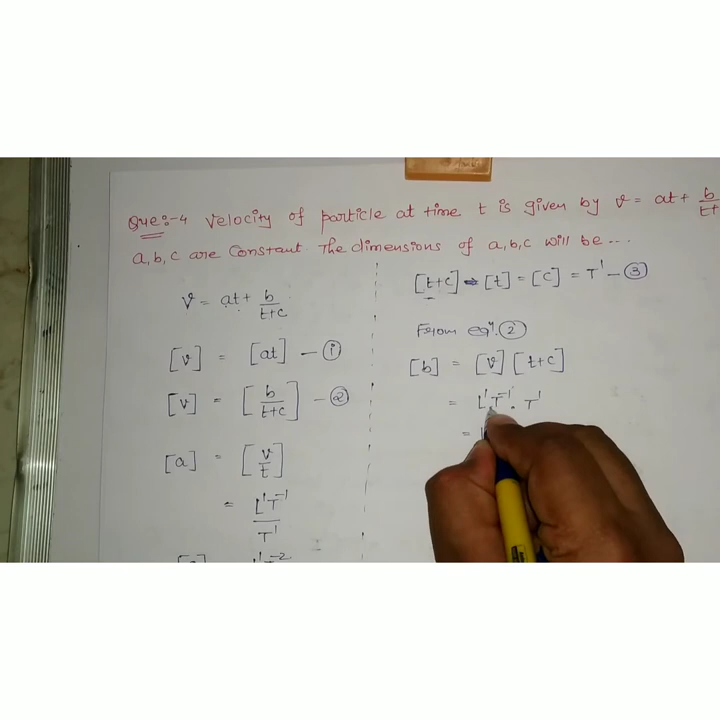 Que:-4 Velocity of particle at time t is given by v = at + b/t+
a, b, c are Constant. The dimensions of a, b, c will be ...
V = at + b/t+c
[v] = [at] — ①
[v] = [b/t+c] — ②
[a] = [v/t]
= L¹T⁻¹/T¹
[t+c] [t] = [c] = T¹ — ③
From eqⁿ. ②
[b] = [v] [t+c]
= L¹T⁻¹ . T¹
=